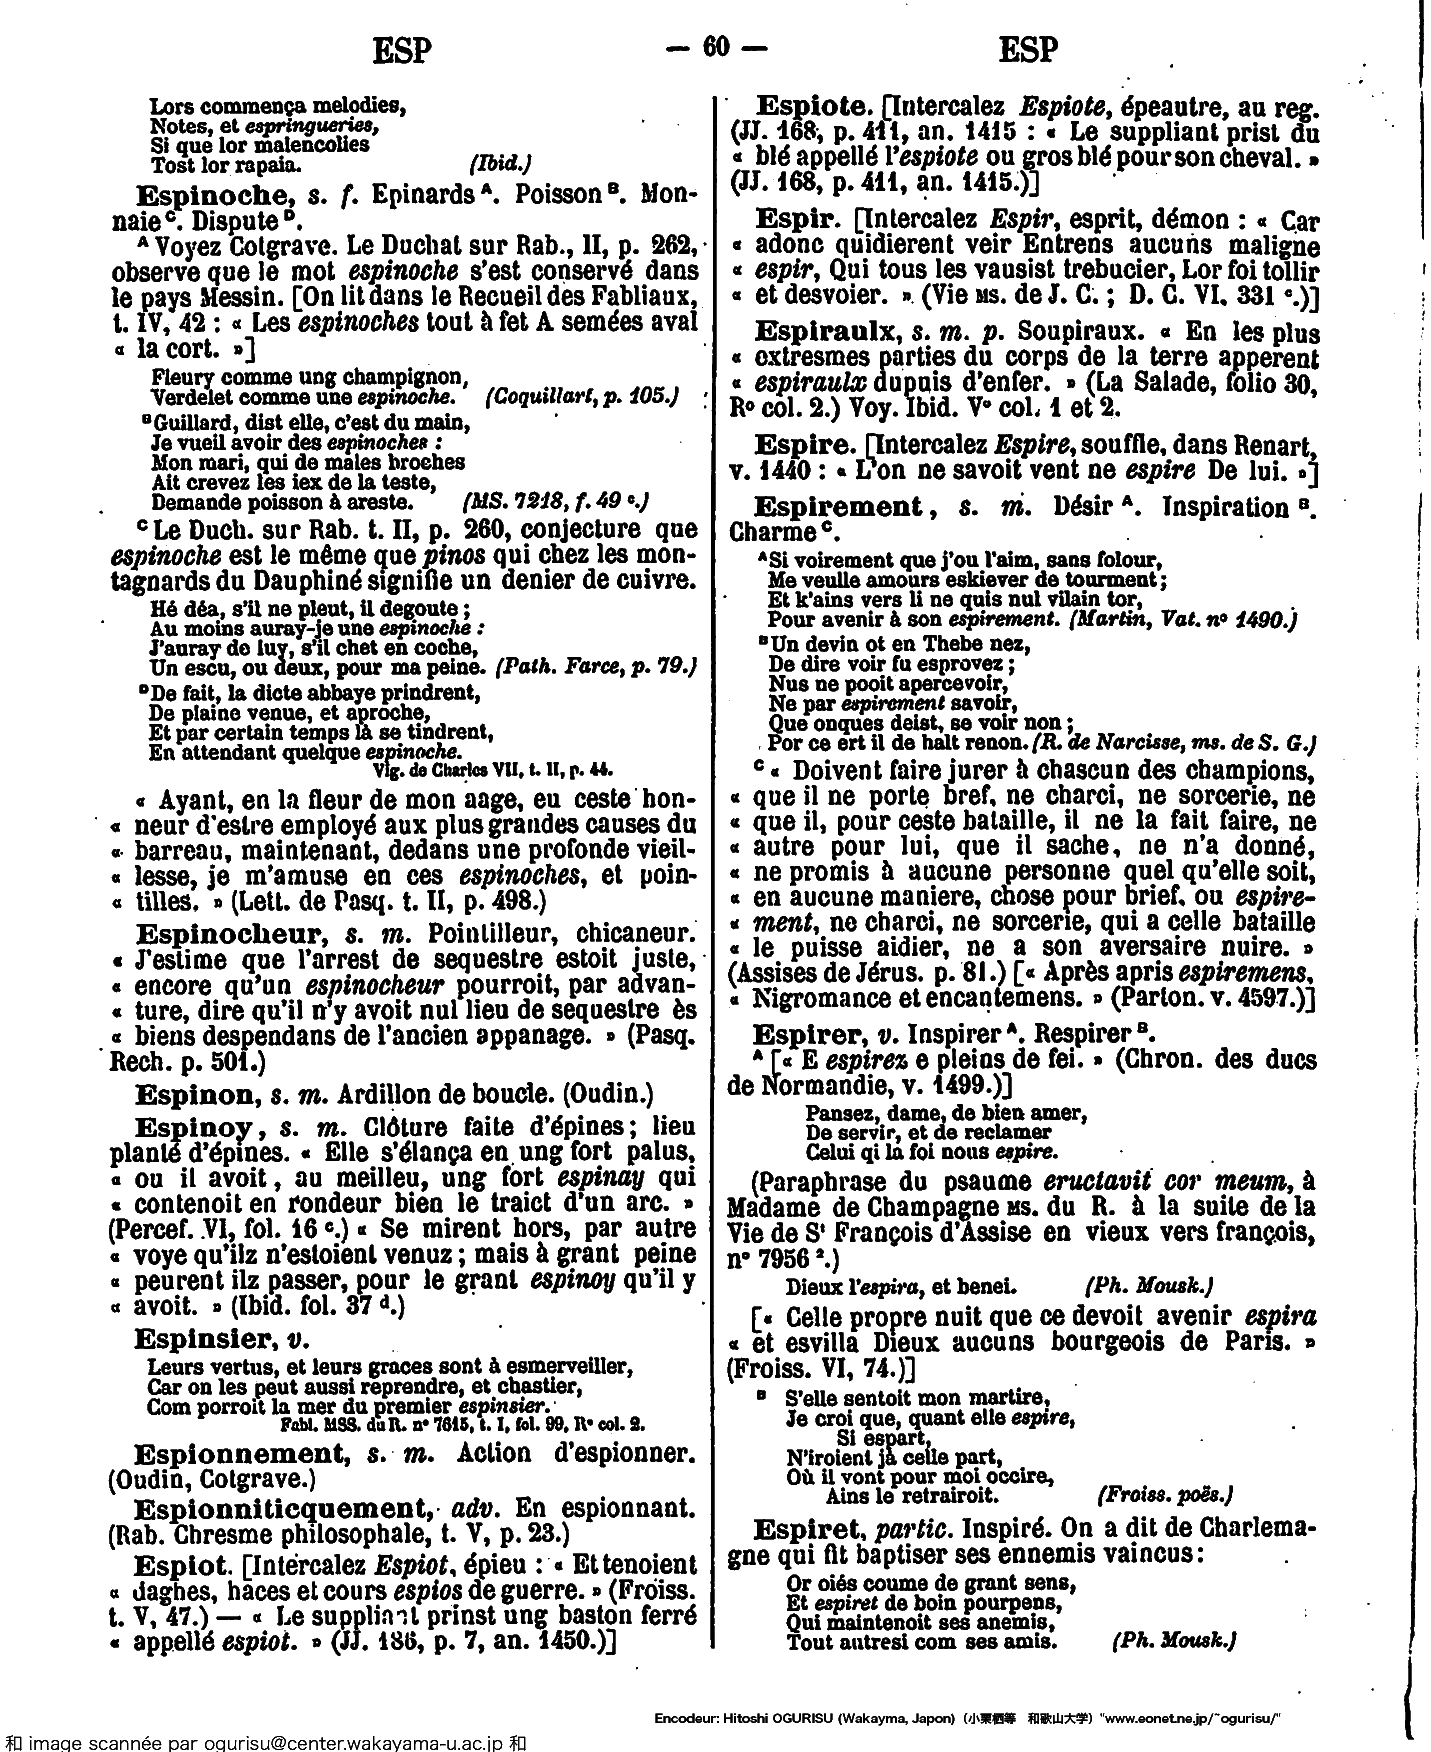 ESP
— 60 —
ESP
Lors commença melodies,
Notes, et espringueries,
Si que lor malencolies
Tost lor rapaia. (Ibid.)
Espinoche, s. f. Epinards A. Poisson B. Mon-
naie C. Dispute D.
A Voyez Cotgrave. Le Duchat sur Rab., II, p. 262,
observe que le mot espinoche s'est conservé dans
le pays Messin. [On lit dans le Recueil des Fabliaux,
t. IV, 42 : « Les espinoches tout à fet A semées aval
« la cort. »]
Fleury comme ung champignon,
Verdelet comme une espinoche. (Coquillart, p. 105.)
B Guillard, dist elle, c'est du main,
Je vueil avoir des espinoches :
Mon mari, qui de males broches
Ait crevez les iex de la teste,
Demande poisson à areste. (MS. 7218, f. 49 c.)
C Le Duch. sur Rab. t. II, p. 260, conjecture que
espinoche est le même que pinos qui chez les mon-
tagnards du Dauphiné signifie un denier de cuivre.
Hé déa, s'il ne pleut, il degoute ;
Au moins auray-je une espinoche :
J'auray de luy, s'il chet en coche,
Un escu, ou deux, pour ma peine. (Path. Farce, p. 79.)
D De fait, la dicte abbaye prindrent,
De plaine venue, et aproche,
Et par certain temps là se tindrent,
En attendant quelque espinoche.
Vig. de Charles VII, t. II, p. 44.
« Ayant, en la fleur de mon aage, eu ceste hon-
« neur d'estre employé aux plus grandes causes du
« barreau, maintenant, dedans une profonde vieil-
« lesse, je m'amuse en ces espinoches, et poin-
« tilles. » (Lett. de Pasq. t. II, p. 498.)
Espinocheur, s. m. Pointilleur, chicaneur.
« J'estime que l'arrest de sequestre estoit juste,
« encore qu'un espinocheur pourroit, par advan-
« ture, dire qu'il n'y avoit nul lieu de sequestre ès
« biens despendans de l'ancien appanage. » (Pasq.
Rech. p. 501.)
Espinon, s. m. Ardillon de boucle. (Oudin.)
Espinoy, s. m. Clôture faite d'épines ; lieu
planté d'épines. « Elle s'élança en ung fort palus,
« ou il avoit, au meilleu, ung fort espinay qui
« contenoit en rondeur bien le traict d'un arc. »
(Percef. VI, fol. 16 c.) « Se mirent hors, par autre
« voye qu'ilz n'estoient venuz ; mais à grant peine
« peurent ilz passer, pour le grant espinoy qu'il y
« avoit. » (Ibid. fol. 37 d.)
Espinsier, v.
Leurs vertus, et leurs graces sont à esmerveiller,
Car on les peut aussi reprendre, et chastier,
Com porroit la mer du premier espinsier.
Fabl. MSS. du R. n° 7615, t. I, fol. 99, R° col. 2.
Espionnement, s. m. Action d'espionner.
(Oudin, Cotgrave.)
Espionniticquement, adv. En espionnant.
(Rab. Chresme philosophale, t. V, p. 23.)
Espiot. [Intercalez Espiot, épieu : « Et tenoient
« daghes, haces et cours espios de guerre. » (Froiss.
t. V, 47.) — « Le suppliant prinst ung baston ferré
« appellé espiot. » (JJ. 186, p. 7, an. 1450.)]
Espiote. [Intercalez Espiote, épeautre, au reg.
(JJ. 168, p. 411, an. 1415 : « Le suppliant prist du
« blé appellé l'espiote ou gros blé pour son cheval. »
(JJ. 168, p. 411, an. 1415.)]
Espir. [Intercalez Espir, esprit, démon : « Car
« adonc quidierent veir Entrens aucuns maligne
« espir, Qui tous les vausist trebucier, Lor foi tollir
« et desvoier. » (Vie MS. de J. C. ; D. C. VI, 331 c.)]
Espiraulx, s. m. p. Soupiraux. « En les plus
« extresmes parties du corps de la terre apperent
« espiraulx dupuis d'enfer. » (La Salade, folio 30,
R° col. 2.) Voy. Ibid. V° col. 1 et 2.
Espire. [Intercalez Espire, souffle, dans Renart,
v. 1440 : « L'on ne savoit vent ne espire De lui. »]
Espirement, s. m. Désir A. Inspiration B.
Charme C.
A Si voirement que j'ou l'aim, sans folour,
Me veulle amours eskiever de tourment ;
Et k'ains vers li ne quis nul vilain tor,
Pour avenir à son espirement. (Martin, Vat. n° 1490.)
B Un devin ot en Thebe nez,
De dire voir fu esprovez ;
Nus ne pooit apercevoir,
Ne par espirement savoir,
Que onques deist, se voir non ;
Por ce ert il de halt renon. (R. de Narcisse, ms. de S. G.)
C « Doivent faire jurer à chascun des champions,
« que il ne porte bref, ne charci, ne sorcerie, ne
« que il, pour ceste bataille, il ne la fait faire, ne
« autre pour lui, que il sache, ne n'a donné,
« ne promis à aucune personne quel qu'elle soit,
« en aucune maniere, chose pour brief, ou espire-
« ment, ne charci, ne sorcerie, qui a celle bataille
« le puisse aidier, ne a son aversaire nuire. »
(Assises de Jérus. p. 81.) [« Après apris espiremens,
« Nigromance et encantemens. » (Parton. v. 4597.)]
Espirer, v. Inspirer A. Respirer B.
A [« E espirez e pleins de fei. » (Chron. des ducs
de Normandie, v. 1499.)]
Pansez, dame, de bien amer,
De servir, et de reclamer
Celui qi la foi nous espire.
(Paraphrase du psaume eructavit cor meum, à
Madame de Champagne MS. du R. à la suite de la
Vie de St François d'Assise en vieux vers françois,
n° 7956 2.)
Dieux l'espira, et benei. (Ph. Mousk.)
[« Celle propre nuit que ce devoit avenir espira
« et esvilla Dieux aucuns bourgeois de Paris. »
(Froiss. VI, 74.)]
B S'elle sentoit mon martire,
Je croi que, quant elle espire,
Si espart,
N'iroient jà celle part,
Où il vont pour moi occire,
Ains le retrairoit. (Froiss. poës.)
Espiret, partic. Inspiré. On a dit de Charlema-
gne qui fit baptiser ses ennemis vaincus :
Or oiés coume de grant sens,
Et espiret de boin pourpens,
Qui maintenoit ses anemis,
Tout autresi com ses amis. (Ph. Mousk.)
Encodeur: Hitoshi OGURISU (Wakayma, Japon) (小栗栖等 和歌山大学) "www.eonet.ne.jp/~ogurisu/"
和 image scannée par ogurisu@center.wakayama-u.ac.jp 和